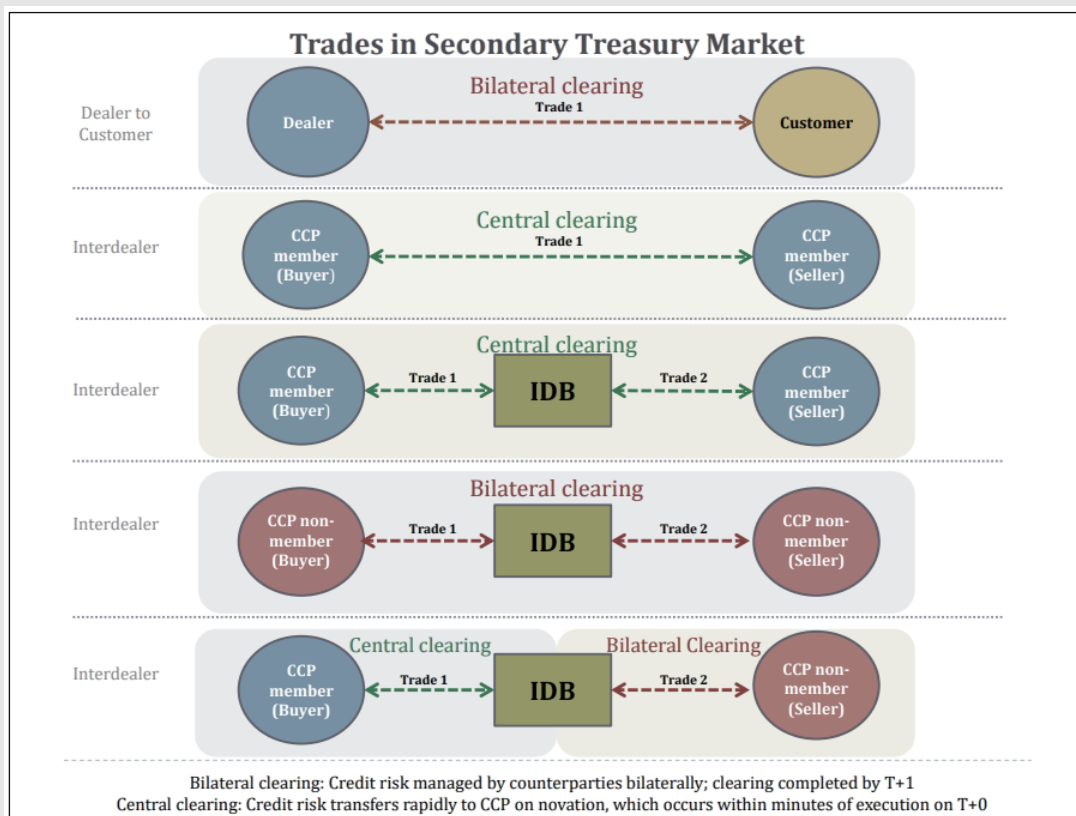 Trades in Secondary Treasury Market
Dealer to
Customer
Bilateral clearing
Trade 1
Dealer
Customer
Interdealer
Central clearing
Trade 1
CCP
member
(Buyer)
CCP
member
(Seller)
Interdealer
Central clearing
CCP
member
(Buyer)
Trade 1
IDB
Trade 2
CCP
member
(Seller)
Interdealer
Bilateral clearing
CCP non-
member
(Buyer)
Trade 1
IDB
Trade 2
CCP non-
member
(Seller)
Interdealer
Central clearing
Bilateral Clearing
CCP
member
(Buyer)
Trade 1
IDB
Trade 2
CCP non-
member
(Seller)
Bilateral clearing: Credit risk managed by counterparties bilaterally; clearing completed by T+1
Central clearing: Credit risk transfers rapidly to CCP on novation, which occurs within minutes of execution on T+0